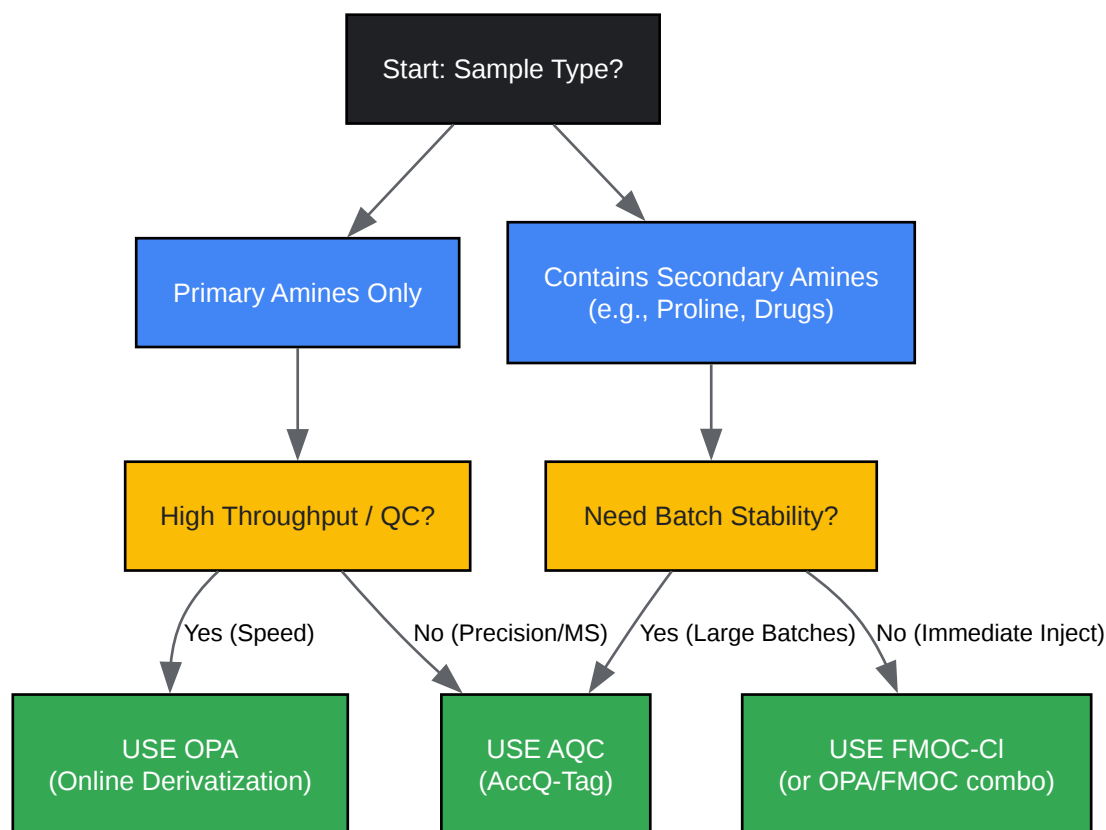 Start: Sample Type?
Primary Amines Only
Contains Secondary Amines
(e.g., Proline, Drugs)
High Throughput / QC?
Need Batch Stability?
Yes (Speed)
No (Precision/MS)
Yes (Large Batches)
No (Immediate Inject)
USE OPA
(Online Derivatization)
USE AQC
(AccQ-Tag)
USE FMOC-Cl
(or OPA/FMOC combo)